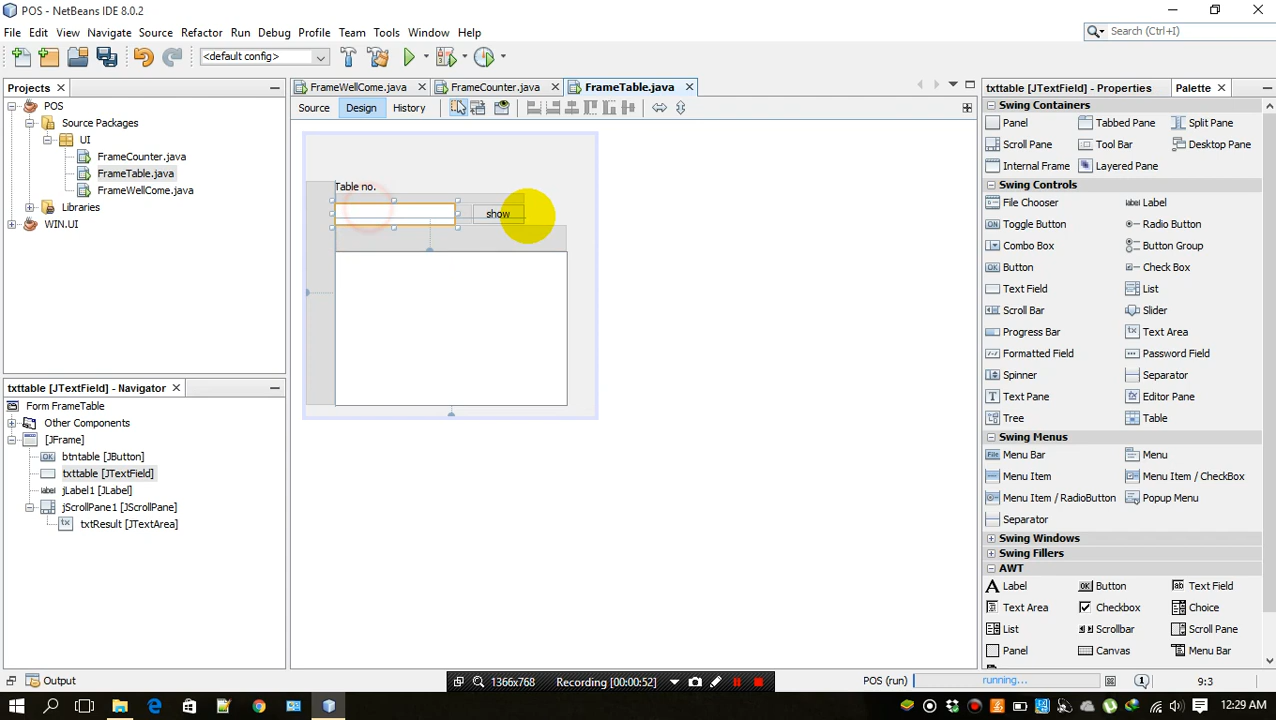 POS - NetBeans IDE 8.0.2
File Edit View Navigate Source Refactor Run Debug Profile Team Tools Window Help
Search (Ctrl+I)
<default config>
Projects
FrameWellCome.java FrameCounter.java FrameTable.java
txttable [JTextField] - Properties Palette
POS
Source Packages
UI
FrameCounter.java
FrameTable.java
FrameWellCome.java
Libraries
WIN.UI
Source Design History
Table no.
show
Swing Containers
Panel Tabbed Pane Split Pane
Scroll Pane Tool Bar Desktop Pane
Internal Frame Layered Pane
Swing Controls
File Chooser Label
Toggle Button Radio Button
Combo Box Button Group
Button Check Box
Text Field List
Scroll Bar Slider
Progress Bar Text Area
Formatted Field Password Field
Spinner Separator
Text Pane Editor Pane
Tree Table
Swing Menus
Menu Bar Menu
Menu Item Menu Item / CheckBox
Menu Item / RadioButton Popup Menu
Separator
Swing Windows
Swing Fillers
AWT
Label Button Text Field
Text Area Checkbox Choice
List Scrollbar Scroll Pane
Panel Canvas Menu Bar
txttable [JTextField] - Navigator
Form FrameTable
Other Components
[JFrame]
btntable [JButton]
txttable [JTextField]
jLabel1 [JLabel]
jScrollPane1 [JScrollPane]
txtResult [JTextArea]
Output
1366x768 Recording [00:00:52]
POS (run) running... 1 9:3
12:29 AM